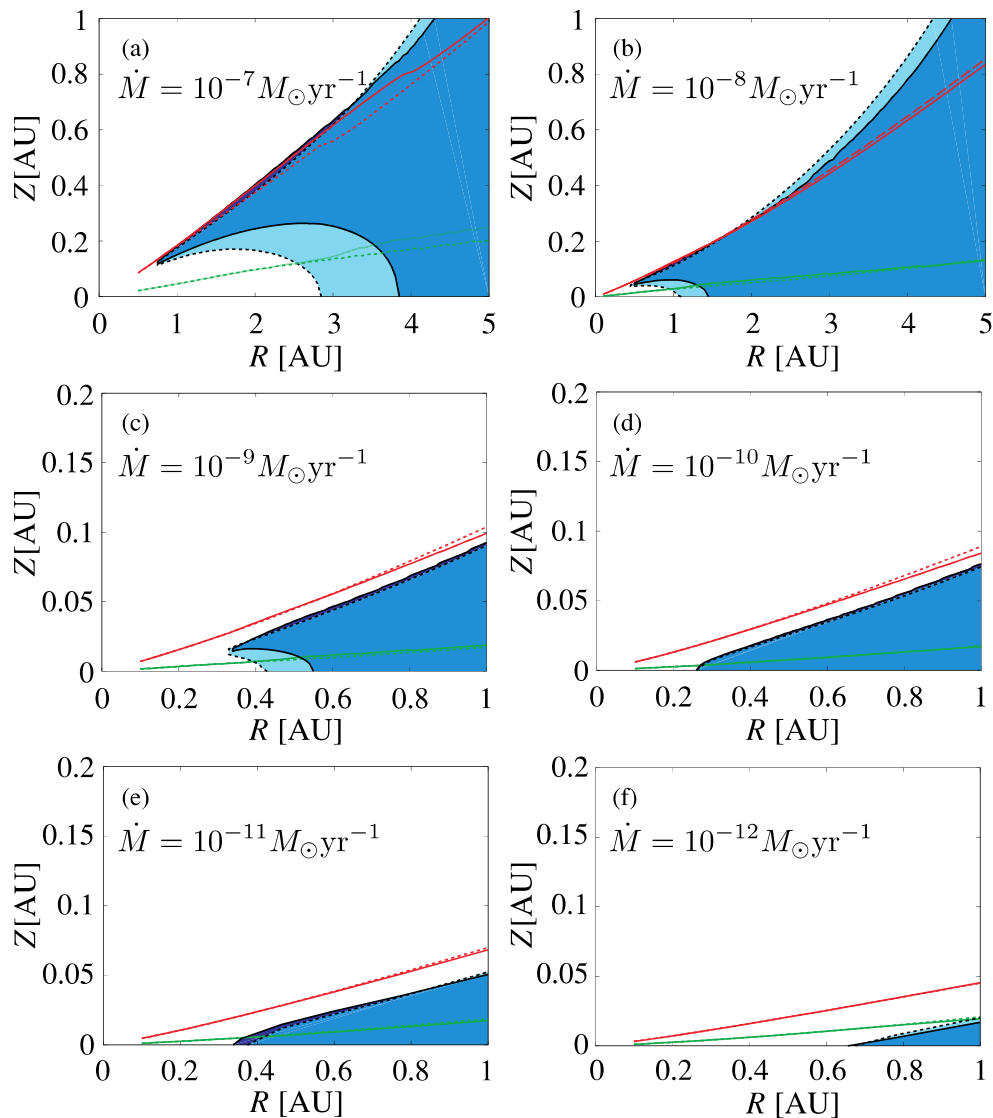 (a)
Ṁ = 10⁻⁷M☉yr⁻¹
Z[AU]
1
0.8
0.6
0.4
0.2
0
0 1 2 3 4 5
R [AU]
(b)
Ṁ = 10⁻⁸M☉yr⁻¹
Z[AU]
1
0.8
0.6
0.4
0.2
0
0 1 2 3 4 5
R [AU]
(c)
Ṁ = 10⁻⁹M☉yr⁻¹
Z[AU]
0.2
0.15
0.1
0.05
0
0 0.2 0.4 0.6 0.8 1
R [AU]
(d)
Ṁ = 10⁻¹⁰M☉yr⁻¹
Z[AU]
0.2
0.15
0.1
0.05
0
0 0.2 0.4 0.6 0.8 1
R [AU]
(e)
Ṁ = 10⁻¹¹M☉yr⁻¹
Z[AU]
0.2
0.15
0.1
0.05
0
0 0.2 0.4 0.6 0.8 1
R [AU]
(f)
Ṁ = 10⁻¹²M☉yr⁻¹
Z[AU]
0.2
0.15
0.1
0.05
0
0 0.2 0.4 0.6 0.8 1
R [AU]